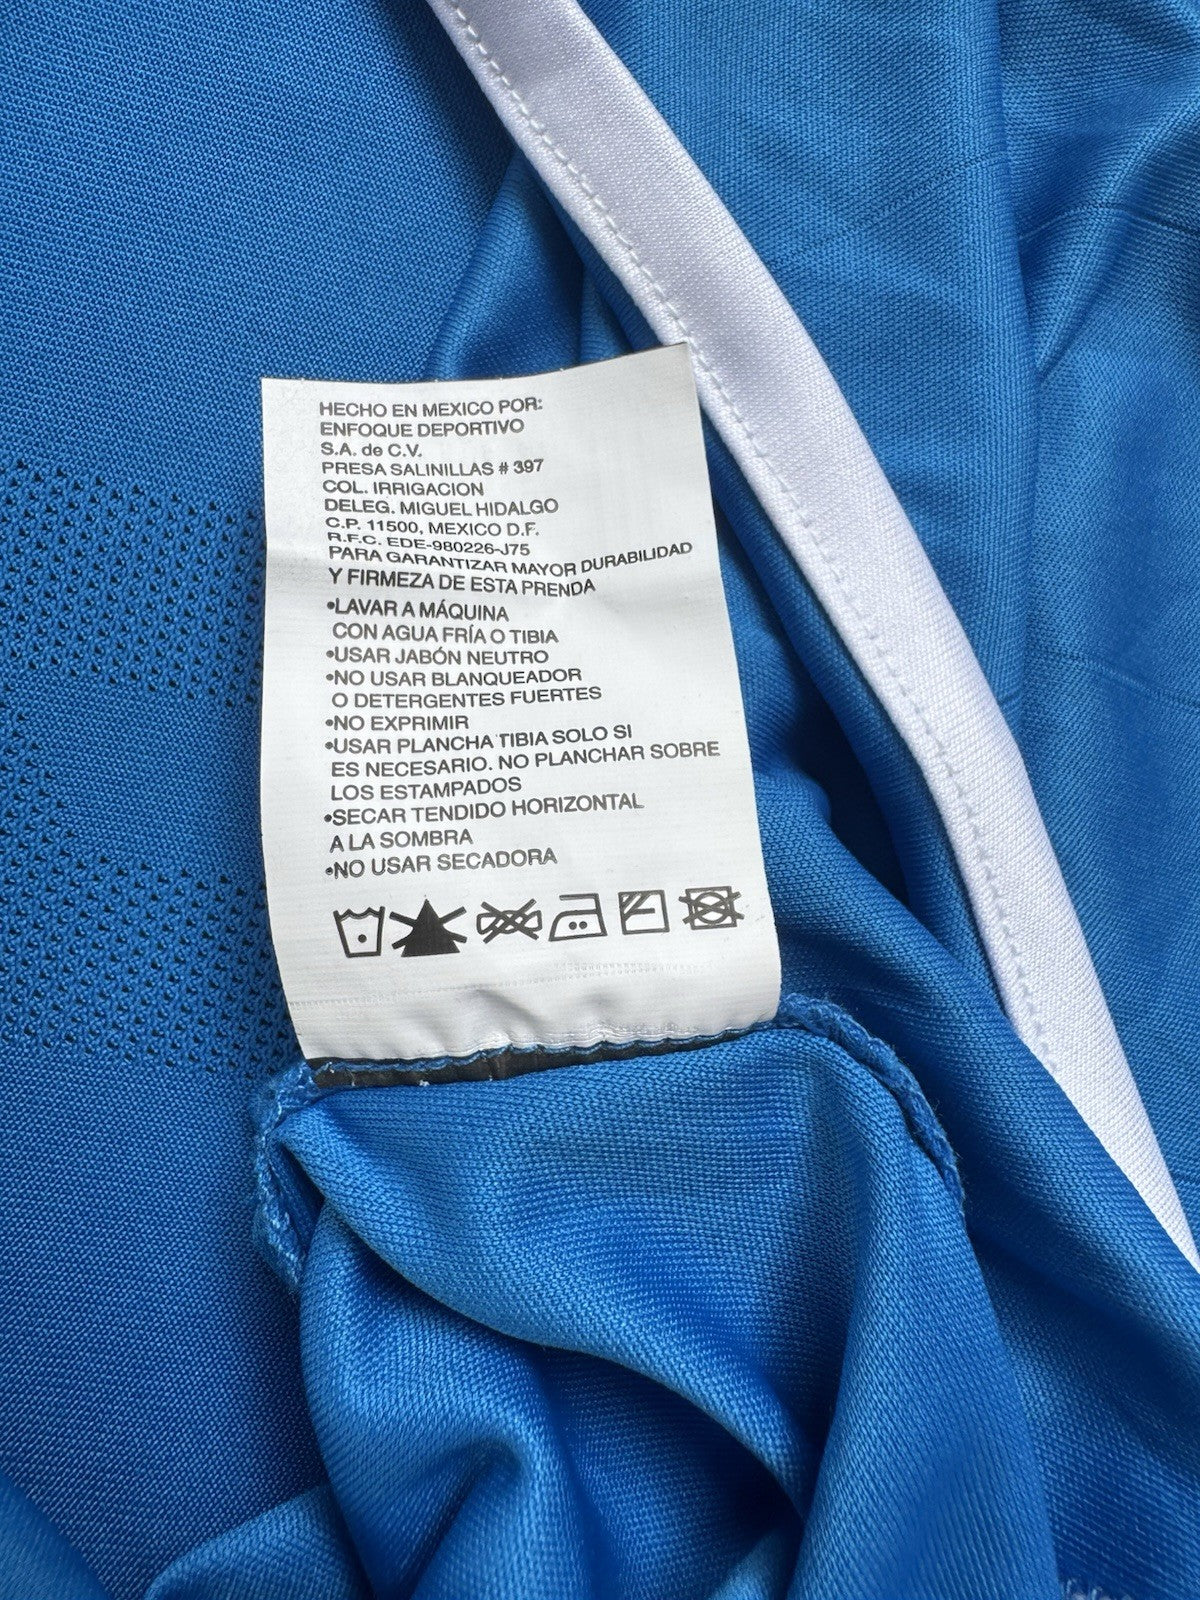 HECHO EN MEXICO POR:
ENFOQUE DEPORTIVO
S.A. de C.V.
PRESA SALINILLAS # 397
COL. IRRIGACION
DELEG. MIGUEL HIDALGO
C.P. 11500, MEXICO D.F.
R.F.C. EDE-980226-J75
PARA GARANTIZAR MAYOR DURABILIDAD
Y FIRMEZA DE ESTA PRENDA
•LAVAR A MÁQUINA
CON AGUA FRÍA O TIBIA
•USAR JABÓN NEUTRO
•NO USAR BLANQUEADOR
O DETERGENTES FUERTES
•NO EXPRIMIR
•USAR PLANCHA TIBIA SOLO SI
ES NECESARIO. NO PLANCHAR SOBRE
LOS ESTAMPADOS
•SECAR TENDIDO HORIZONTAL
A LA SOMBRA
•NO USAR SECADORA